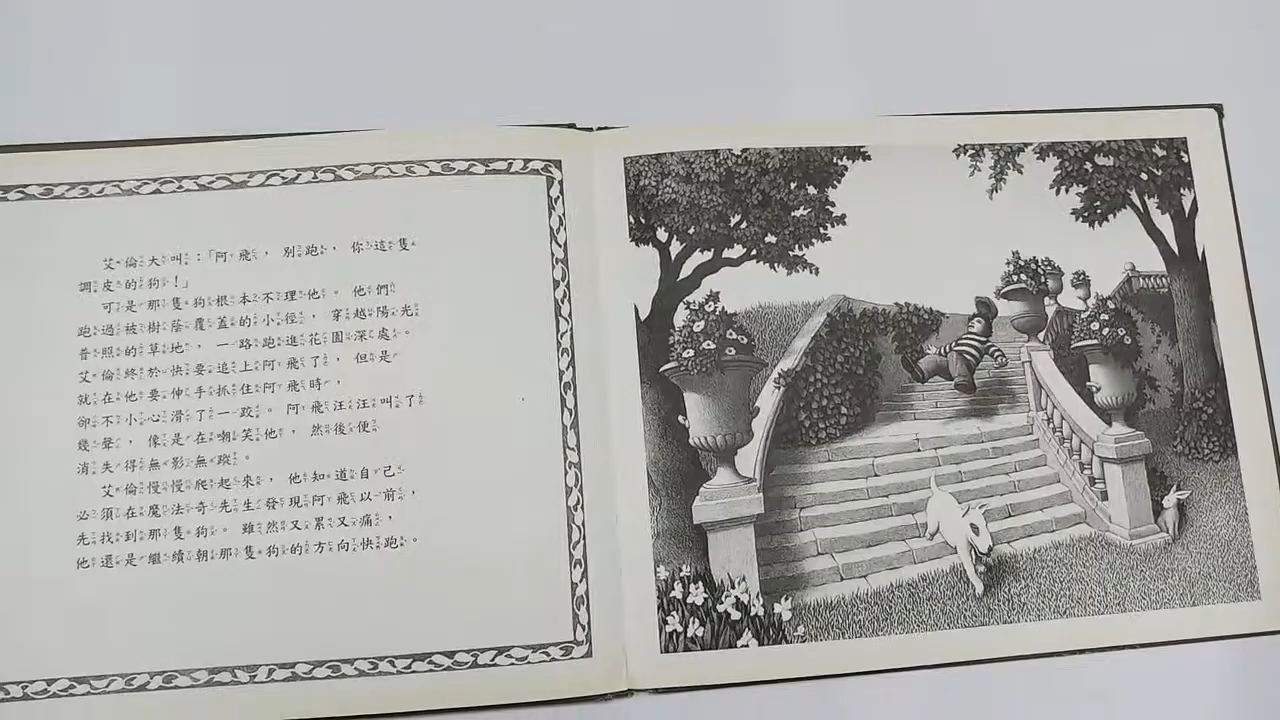 艾倫大叫：「阿飛，別跑，你這隻
調皮的狗！」
可是那隻狗根本不理他。他們
跑過被樹蔭覆蓋的小徑，穿越陽光
普照的草地，一路跑進花園深處。
艾倫終於快要追上阿飛了，但是
就在他要伸手抓住阿飛時，
卻不小心滑了一跤。阿飛汪汪叫了
幾聲，像是在嘲笑他，然後便
消失得無影無蹤。
艾倫慢慢爬起來，他知道自己
必須在魔法奇先生發現阿飛以前，
先找到那隻狗。雖然又累又痛，
他還是繼續朝那隻狗的方向快跑。